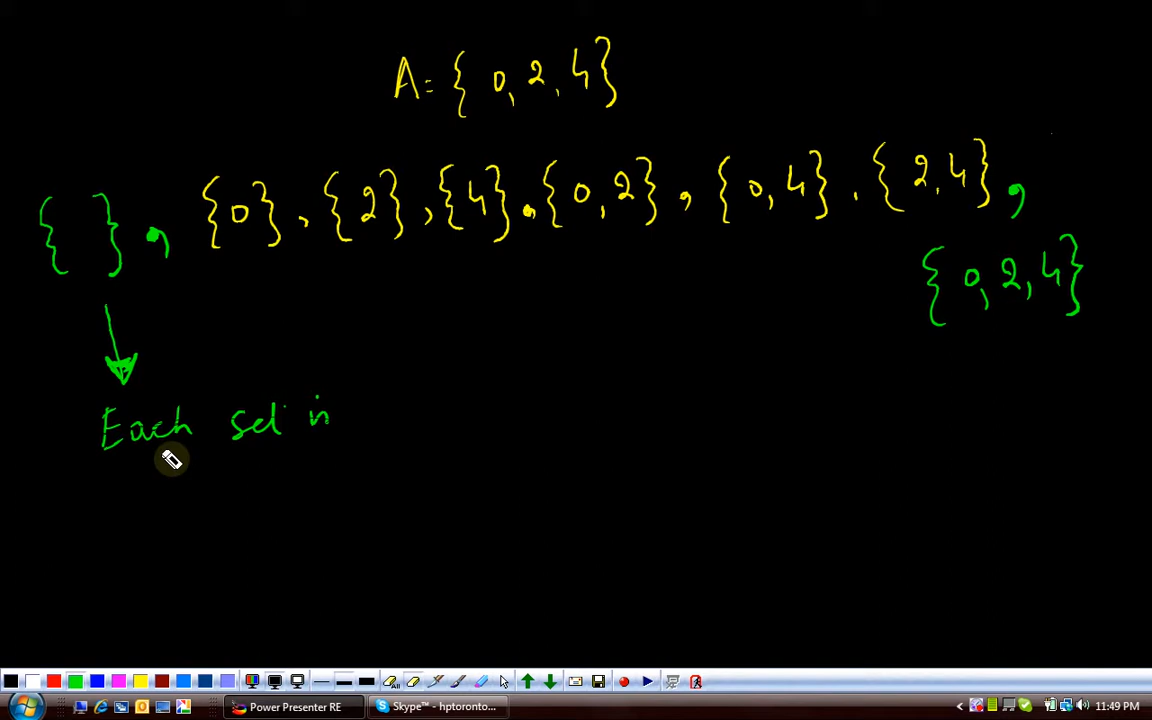 A = { 0, 2, 4 }
{ } , {0} , {2} , {4} , {0, 2} , {0, 4} . {2, 4} ,
{ 0, 2, 4 }
Each set in
All
Power Presenter RE
Skype™ - hptoronto...
11:49 PM